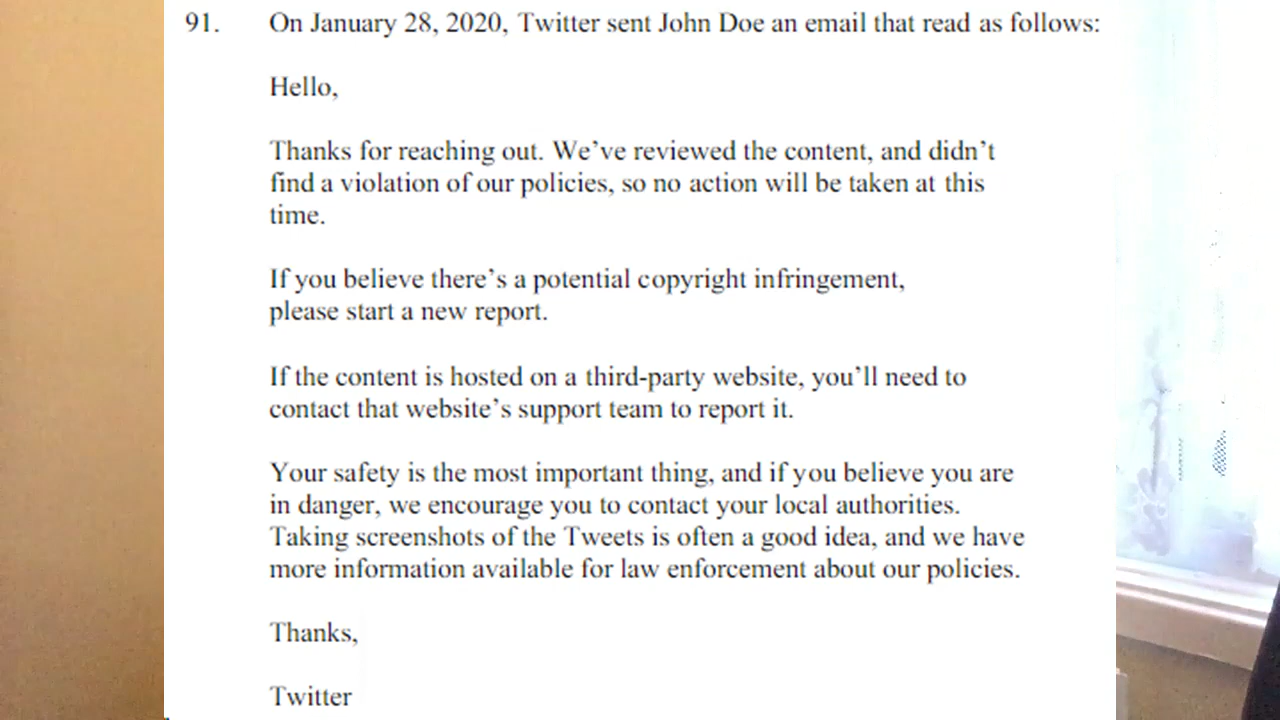 91. On January 28, 2020, Twitter sent John Doe an email that read as follows:
Hello,
Thanks for reaching out. We’ve reviewed the content, and didn’t
find a violation of our policies, so no action will be taken at this
time.
If you believe there’s a potential copyright infringement,
please start a new report.
If the content is hosted on a third-party website, you’ll need to
contact that website’s support team to report it.
Your safety is the most important thing, and if you believe you are
in danger, we encourage you to contact your local authorities.
Taking screenshots of the Tweets is often a good idea, and we have
more information available for law enforcement about our policies.
Thanks,
Twitter